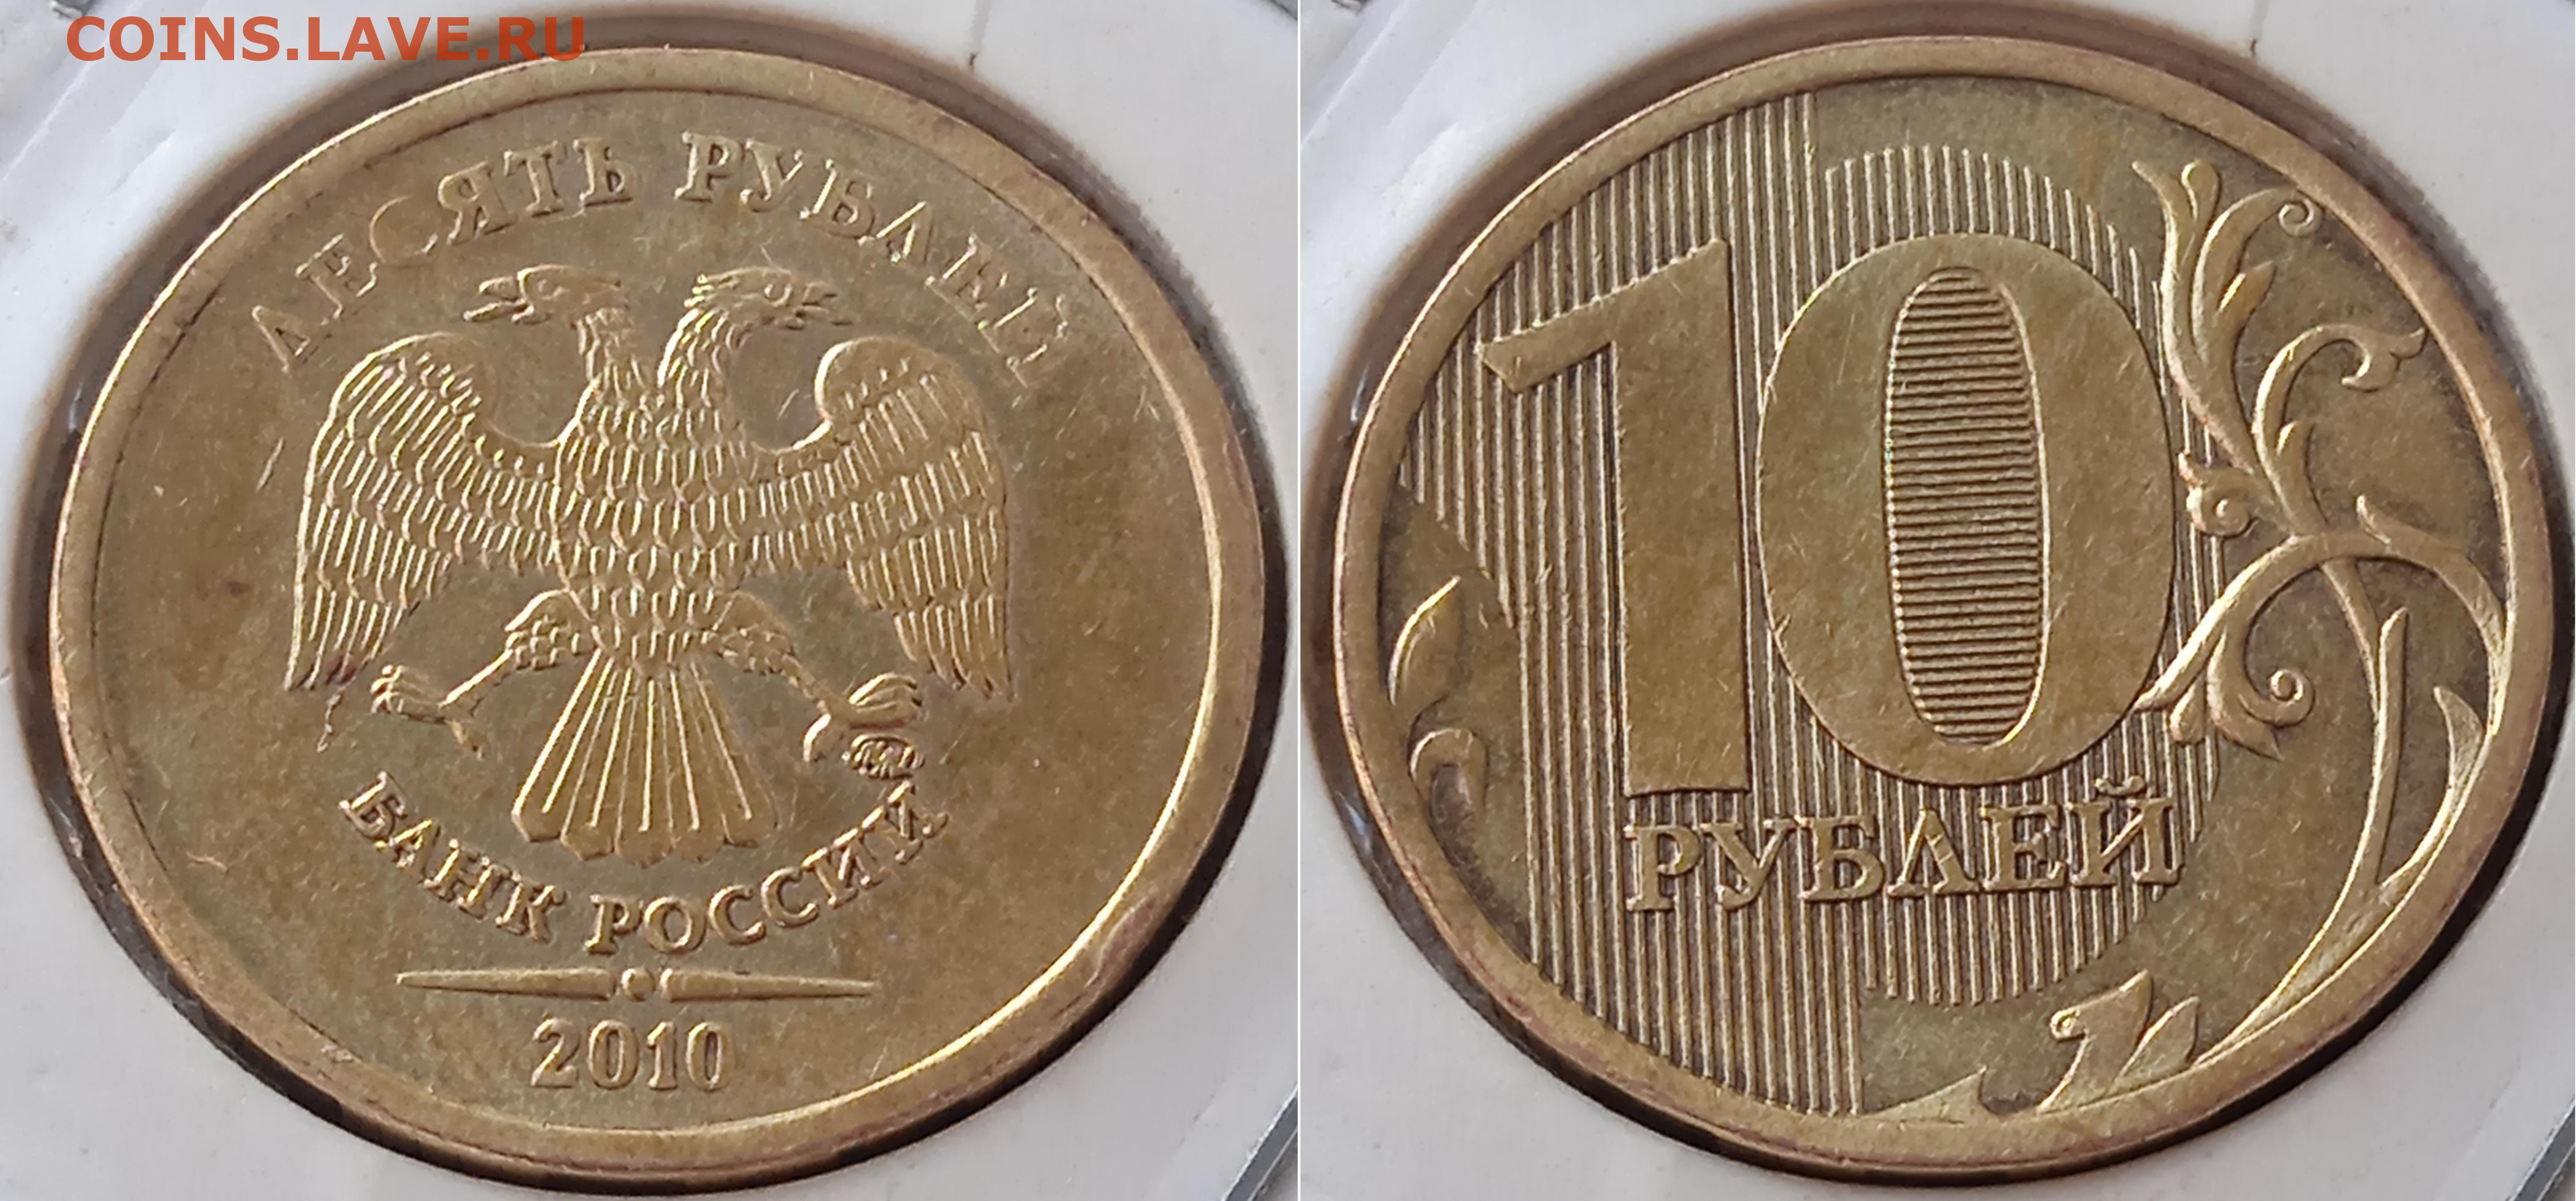 COINS.LAVE.RU
ДЕСЯТЬ РУБЛЕЙ
БАНК РОССИИ
2010
10
РУБЛЕЙ